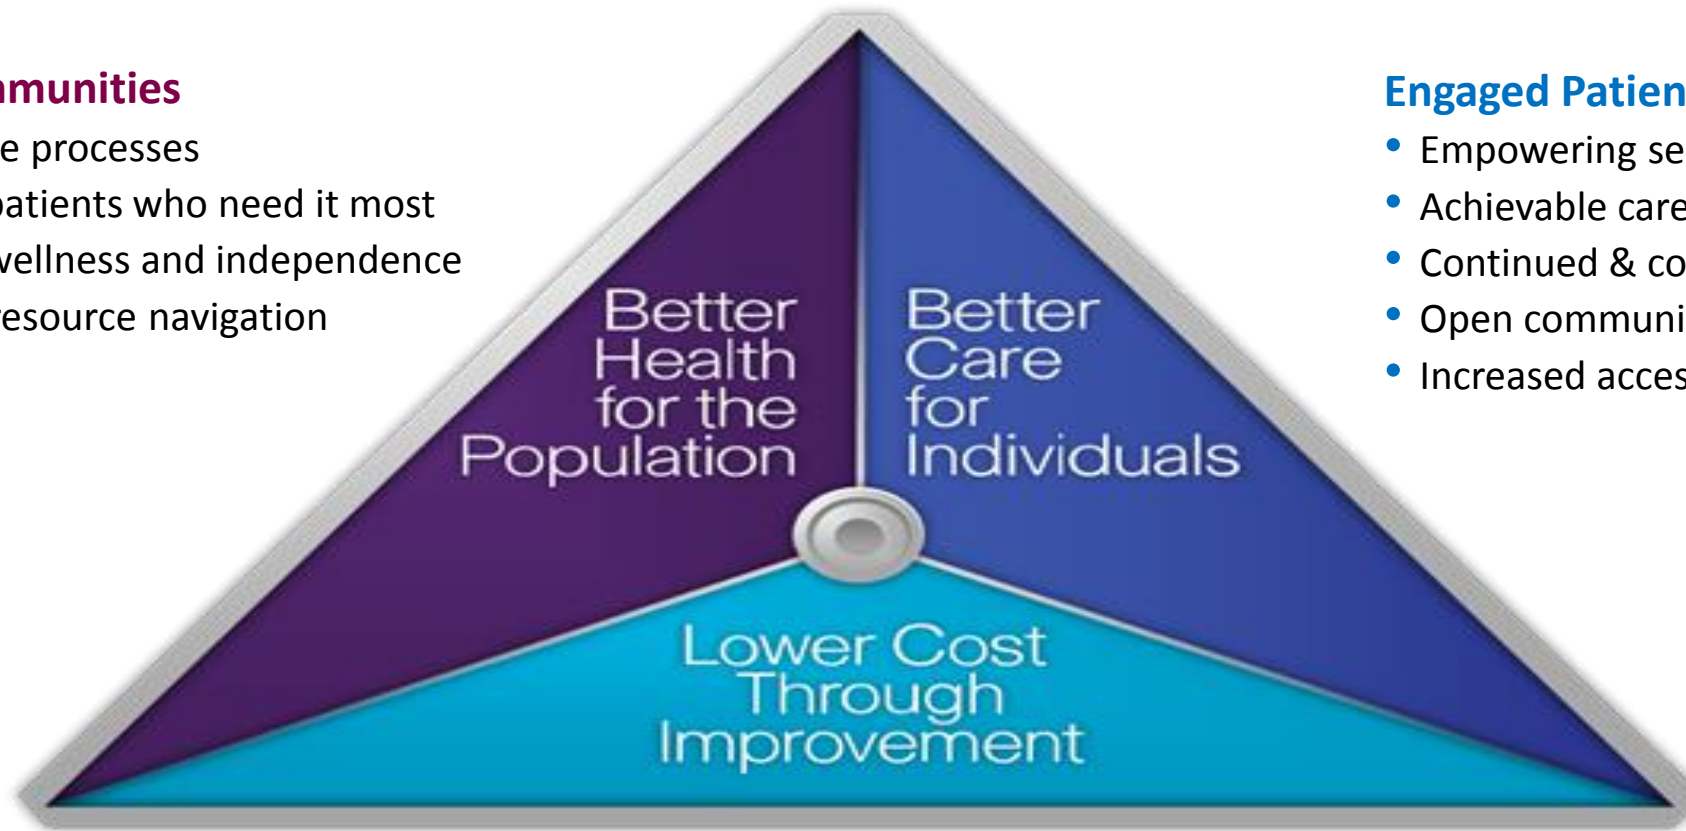 mmunities
e processes
patients who need it most
wellness and independence
resource navigation
Better
Health
for the
Population
Better
Care
for
Individuals
Lower Cost
Through
Improvement
Engaged Patien
• Empowering se
• Achievable care
• Continued & co
• Open communi
• Increased acces